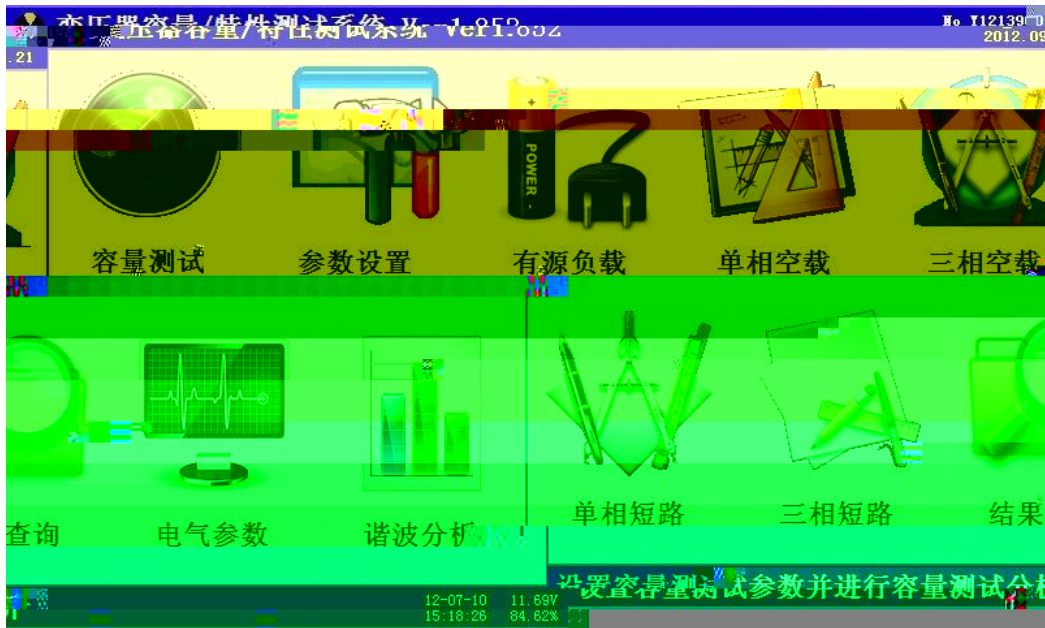 变压器容量/特性测试系统 Ver1.852
No Y12139
2012.09
.21
容量测试 参数设置 有源负载 单相空载 三相空载
单相短路 三相短路 结果
查询 电气参数 谐波分析
设置容量测试参数并进行容量测试分析
12-07-10 11.69V
15:18:26 84.62%
POWER